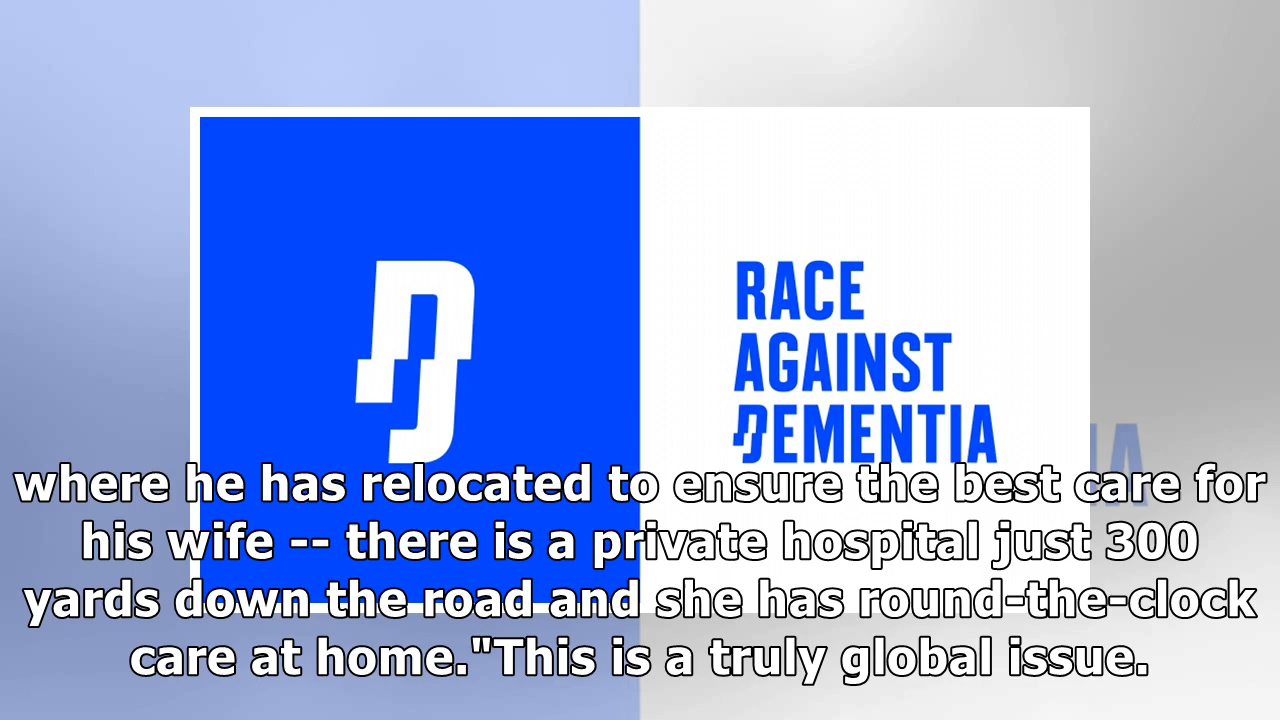 RACE
AGAINST
DEMENTIA
IA
where he has relocated to ensure the best care for
his wife -- there is a private hospital just 300
yards down the road and she has round-the-clock
care at home."This is a truly global issue.